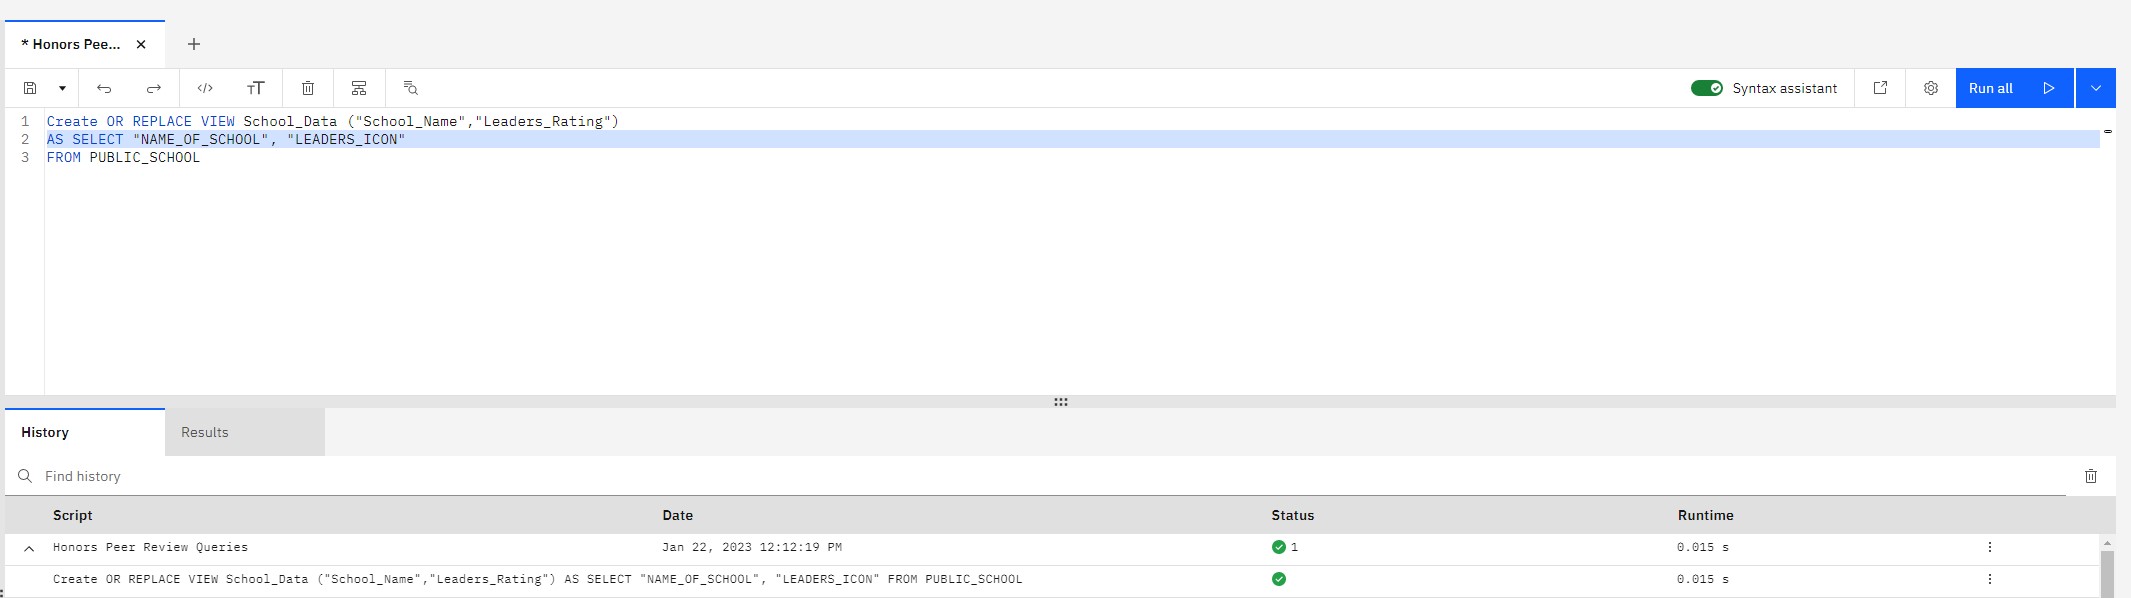 * Honors Pee...
Syntax assistant
Run all
1 Create OR REPLACE VIEW School_Data ("School_Name","Leaders_Rating")
2 AS SELECT "NAME_OF_SCHOOL", "LEADERS_ICON"
3 FROM PUBLIC_SCHOOL
History Results
Find history
Script Date Status Runtime
Honors Peer Review Queries Jan 22, 2023 12:12:19 PM 1 0.015 s
Create OR REPLACE VIEW School_Data ("School_Name","Leaders_Rating") AS SELECT "NAME_OF_SCHOOL", "LEADERS_ICON" FROM PUBLIC_SCHOOL 0.015 s